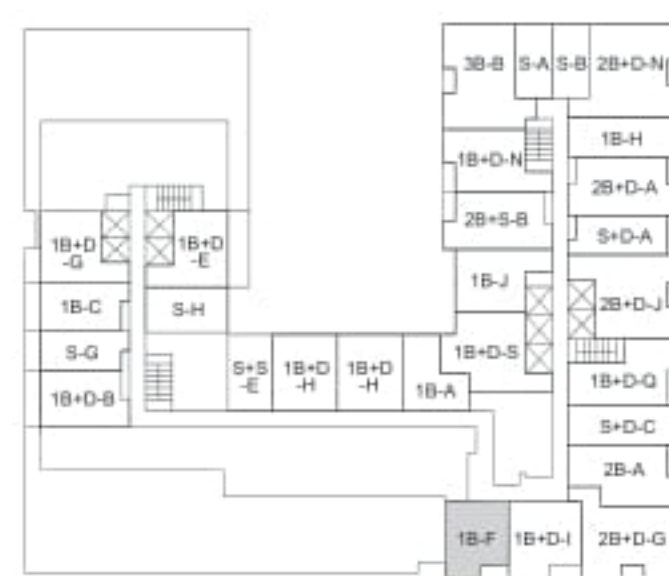 3B-B
S-A
S-B
2B+D-N
1B-H
1B+D-N
2B+D-A
2B+S-B
S+D-A
1B+D
-G
1B+D
-E
1B-J
2B+D-J
1B-C
S-H
S-G
1B+D-S
S+S
-E
1B+D
-H
1B+D
-H
1B-A
1B+D-Q
1B+D-B
S+D-C
2B-A
1B-F
1B+D-I
2B+D-G